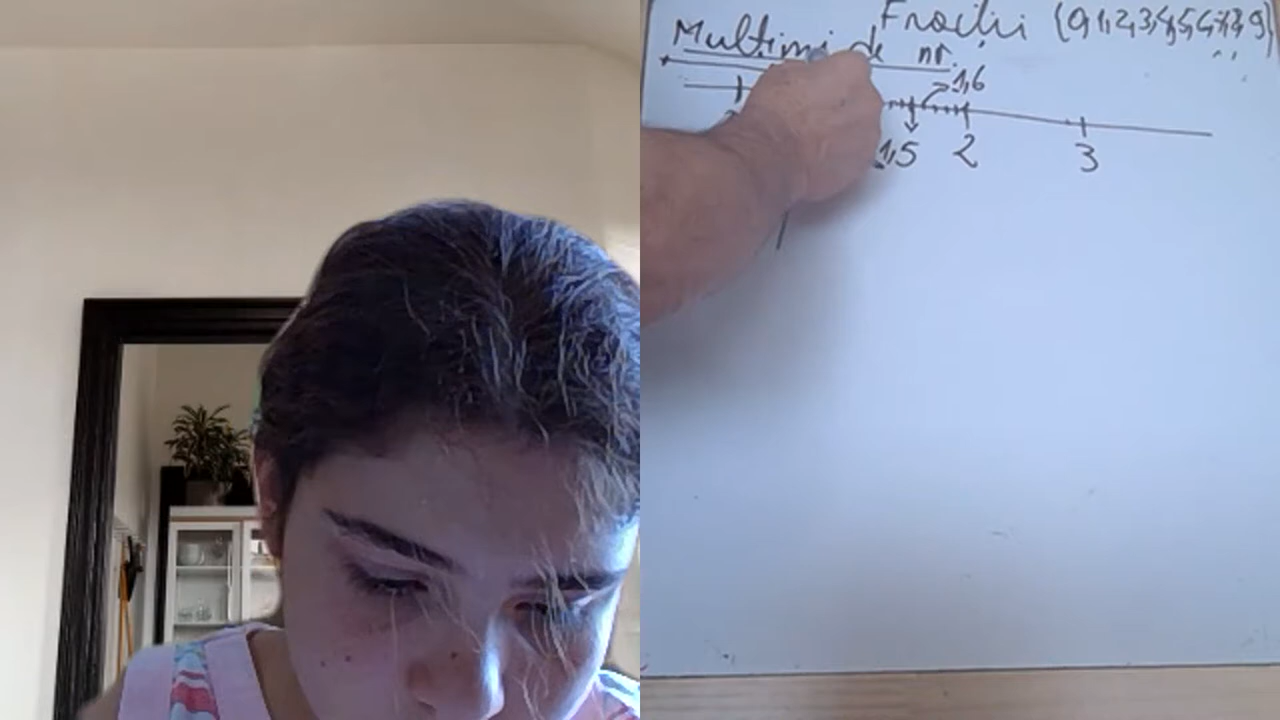 Fracții (0,1,2,3,4,5,6,7,8,9)
Multimi de nr.
1,6
1,5 2 3